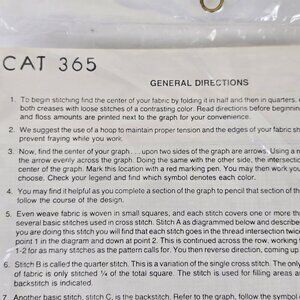 CAT 365
GENERAL DIRECTIONS
1. To begin stitching find the center of your fabric by folding it in half and then in quarters,
both creases with loose stitches of a contrasting color. Read directions before beginning
and floss amounts are printed next to the graph for your convenience.
2. We suggest the use of a hoop to maintain proper tension and the edges of your fabric
prevent fraying while you work.
3. Now, find the center of your graph . . . upon two sides of the graph are arrows. Using a
the arrow evenly across the graph. Doing the same with the other side, the intersection
center of the graph. Mark this location with a red marking pen. You may then work your
choose. Check your legend and find which symbol denotes each color.
4. You may find it helpful as you complete a section of the graph to pencil that section of
follow the course of the design.
5. Even weave fabric is woven in small squares, and each stitch covers one or more
several basic stitches used in cross stitch. Stitch A as diagrammed below and described
you are doing this stitch you will find that each stitch goes in the thread intersection twice
point 1 in the diagram and down at point 2. This is continued across the row, working
1-2 for as many stitches as the pattern calls for. You then reverse direction, coming up
6. Stitch B is called the quarter stitch. This is a variation of the single cross stitch. The only
of fabric is only stitched ¼ of the total square. The stitch is used for filling areas
backstitch is indicated.
7. Another basic stitch, stitch C, is the backstitch. Refer to the graph, follow the symbol